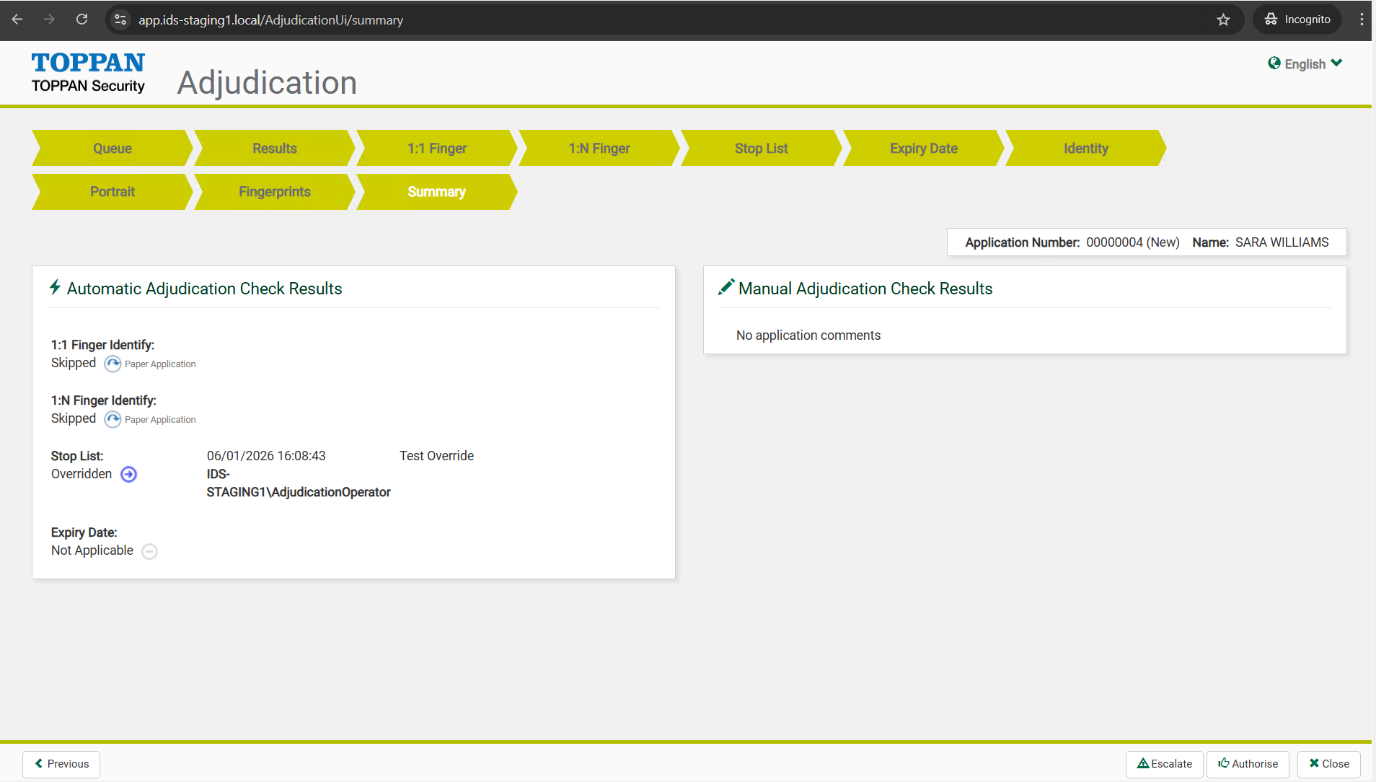 app.ids-staging1.local/AdjudicationUi/summary
Incognito
TOPPAN
TOPPAN Security
Adjudication
English
Queue
Results
1:1 Finger
1:N Finger
Stop List
Expiry Date
Identity
Portrait
Fingerprints
Summary
Application Number: 00000004 (New) Name: SARA WILLIAMS
Automatic Adjudication Check Results
1:1 Finger Identify:
Skipped Paper Application
1:N Finger Identify:
Skipped Paper Application
Stop List: 06/01/2026 16:08:43 Test Override
Overridden IDS-
STAGING1\AdjudicationOperator
Expiry Date:
Not Applicable
Manual Adjudication Check Results
No application comments
Previous
Escalate
Authorise
Close